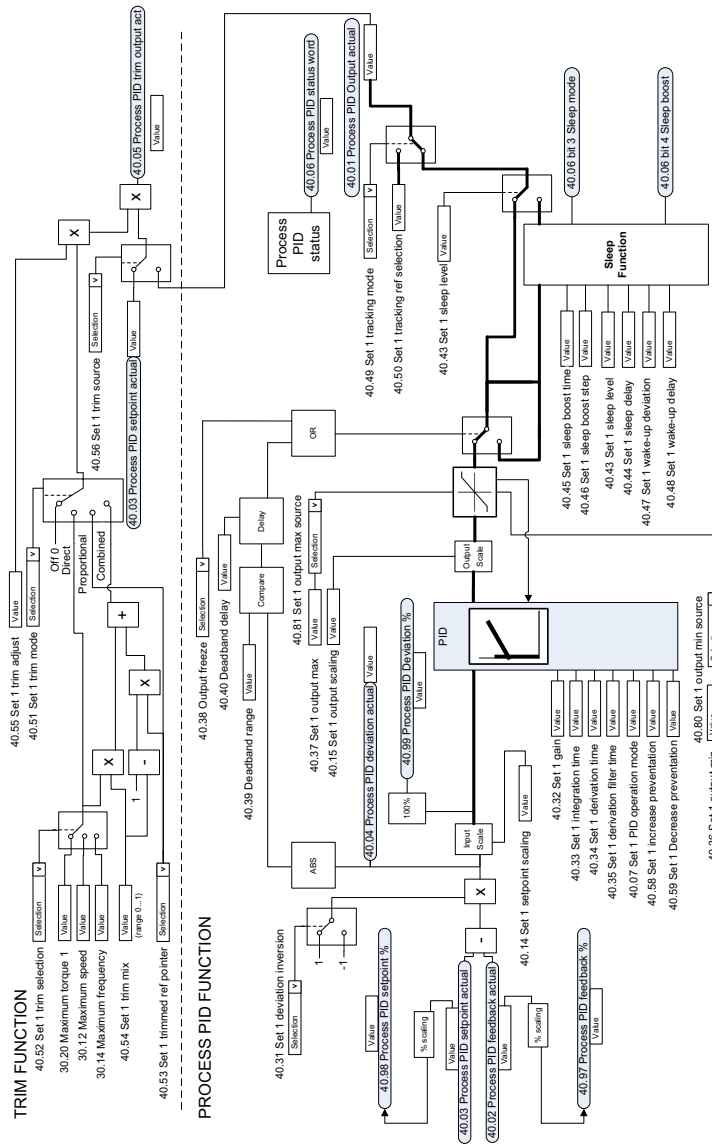 TRIM FUNCTION
40.55 Set 1 trim adjust
Value
40.51 Set 1 trim mode
Selection
v
40.52 Set 1 trim selection
Selection
v
30.20 Maximum torque 1
Value
30.12 Maximum speed
Value
30.14 Maximum frequency
Value
40.54 Set 1 trim mix
Value
(range 0...1)
40.53 Set 1 trimmed ref pointer
Selection
v
1
-
X
X
+
Off 0
Direct
Proportional
Combined
40.56 Set 1 trim source
Selection
v
40.03 Process PID setpoint actual
Value
X
X
40.05 Process PID trim output act
Value
PROCESS PID FUNCTION
40.38 Output freeze
Selection
v
40.40 Deadband delay
Value
40.39 Deadband range
Value
Compare
Delay
OR
ABS
40.31 Set 1 deviation inversion
Selection
v
1
-1
40.37 Set 1 output max
Value
40.81 Set 1 output max source
Selection
v
40.15 Set 1 output scaling
Value
40.04 Process PID deviation actual
Value
40.99 Process PID Deviation %
Value
100%
40.98 Process PID setpoint %
Value
% scaling
40.03 Process PID setpoint actual
Value
40.02 Process PID feedback actual
Value
% scaling
40.97 Process PID feedback %
Value
-
X
Input
Scale
40.14 Set 1 setpoint scaling
Value
PID
Output
Scale
40.32 Set 1 gain
Value
40.33 Set 1 integration time
Value
40.34 Set 1 derivation time
Value
40.35 Set 1 derivation filter time
Value
40.07 Set 1 PID operation mode
Value
40.58 Set 1 increase preventation
Value
40.59 Set 1 Decrease preventation
Value
40.80 Set 1 output min source
Process
PID
status
40.06 Process PID status word
Value
40.49 Set 1 tracking mode
Selection
v
40.50 Set 1 tracking ref selection
Value
40.43 Set 1 sleep level
Value
40.01 Process PID Output actual
Value
Sleep
Function
40.45 Set 1 sleep boost time
Value
40.46 Set 1 sleep boost step
Value
40.43 Set 1 sleep level
Value
40.44 Set 1 sleep delay
Value
40.47 Set 1 wake-up deviation
Value
40.48 Set 1 wake-up delay
Value
40.06 bit 3 Sleep mode
40.06 bit 4 Sleep boost